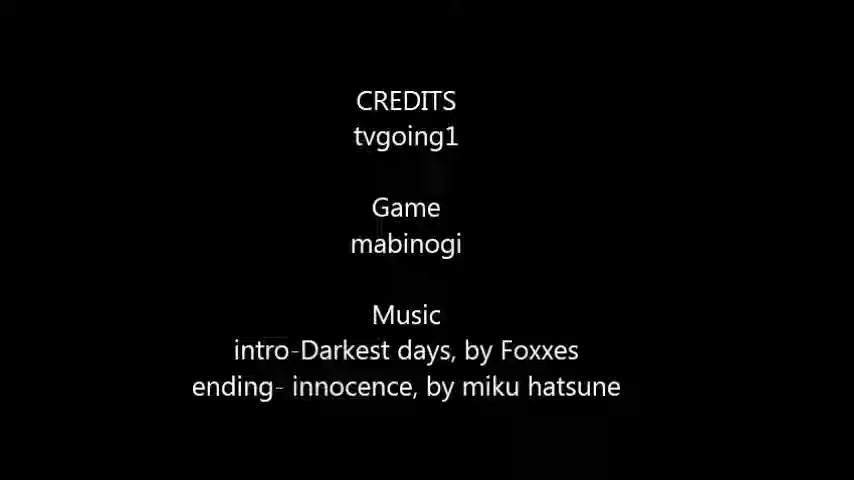 CREDITS
tvgoing1
Game
mabinogi
Music
intro-Darkest days, by Foxxes
ending- innocence, by miku hatsune